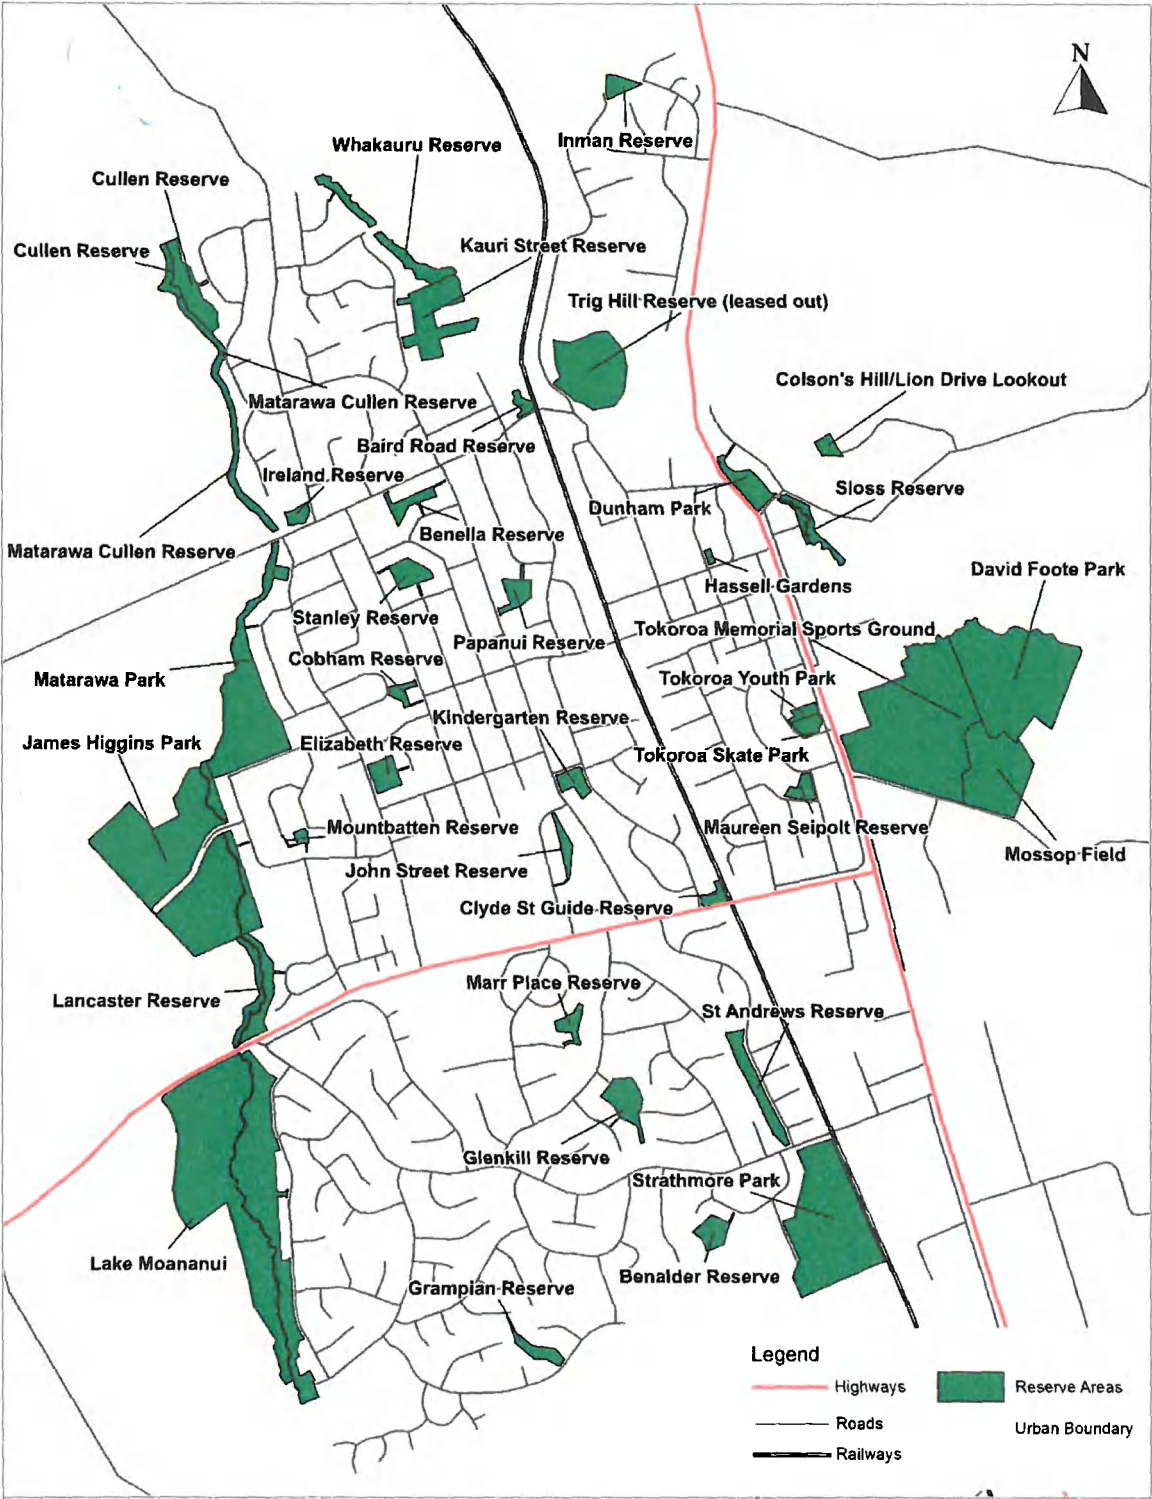 N
Inman Reserve
Whakauru Reserve
Cullen Reserve
Cullen Reserve
Kauri Street Reserve
Trig Hill Reserve (leased out)
Colson's Hill/Lion Drive Lookout
Matarawa Cullen Reserve
Baird Road Reserve
Ireland Reserve
Sloss Reserve
Dunham Park
Benella Reserve
Matarawa Cullen Reserve
David Foote Park
Hassell Gardens
Stanley Reserve
Papanui Reserve
Tokoroa Memorial Sports Ground
Cobham Reserve
Matarawa Park
Tokoroa Youth Park
Kindergarten Reserve
James Higgins Park
Elizabeth Reserve
Tokoroa Skate Park
Mountbatten Reserve
Maureen Seipolt Reserve
Mossop Field
John Street Reserve
Clyde St Guide Reserve
Marr Place Reserve
Lancaster Reserve
St Andrews Reserve
Glenkill Reserve
Strathmore Park
Lake Moananui
Benalder Reserve
Grampian Reserve
Legend
Highways
Reserve Areas
Roads
Urban Boundary
Railways